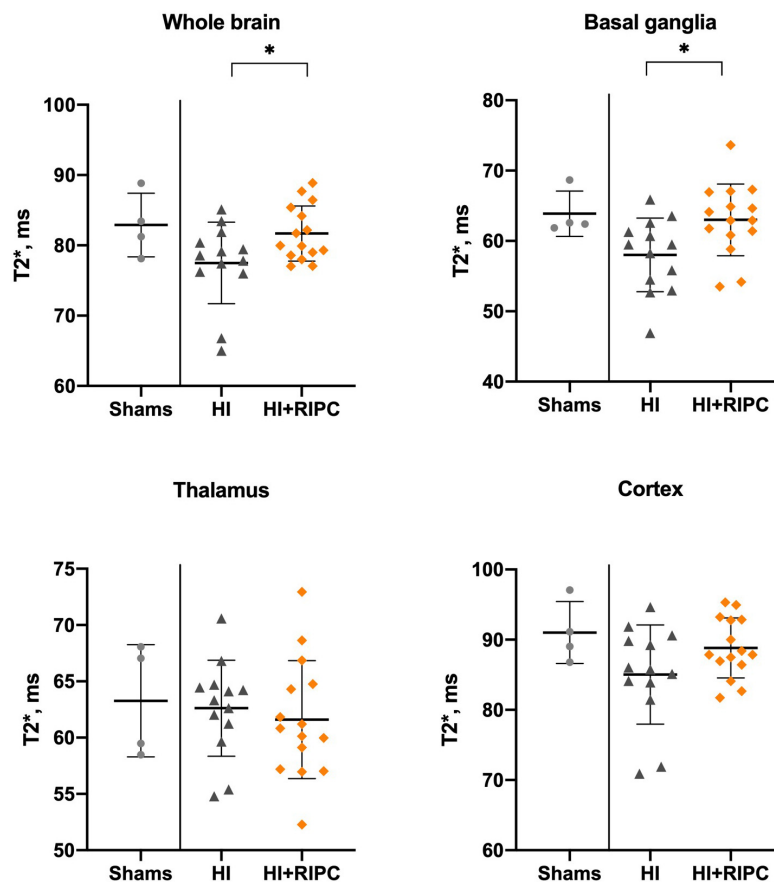 Whole brain
*
T2*, ms
100
90
80
70
60
Shams HI HI+RIPC
Basal ganglia
*
T2*, ms
80
70
60
50
40
Shams HI HI+RIPC
Thalamus
T2*, ms
75
70
65
60
55
50
Shams HI HI+RIPC
Cortex
T2*, ms
100
90
80
70
60
Shams HI HI+RIPC